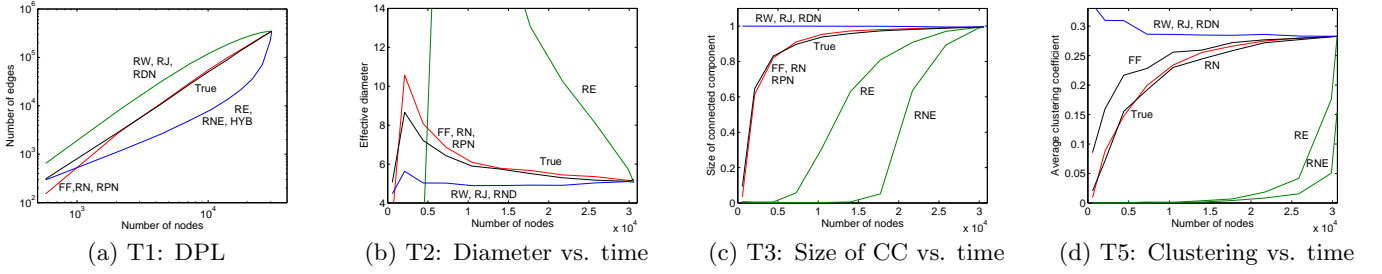 Number of edges
10^6
10^5
10^4
10^3
10^2
RW, RJ,
RDN
True
RE,
RNE, HYB
FF,RN, RPN
10^3
10^4
Number of nodes
(a) T1: DPL
Effective diameter
14
12
10
8
6
4
RE
FF, RN,
RPN
True
RW, RJ, RND
0
0.5
1
1.5
2
2.5
3
x 10^4
Number of nodes
(b) T2: Diameter vs. time
Size of connected component
1
0.8
0.6
0.4
0.2
0
RW, RJ, RDN
True
FF, RN
RPN
RE
RNE
0
0.5
1
1.5
2
2.5
3
x 10^4
Number of nodes
(c) T3: Size of CC vs. time
Average clustering coefficient
0.3
0.25
0.2
0.15
0.1
0.05
0
RW, RJ, RDN
FF
RN
True
RE
RNE
0
0.5
1
1.5
2
2.5
3
x 10^4
Number of nodes
(d) T5: Clustering vs. time